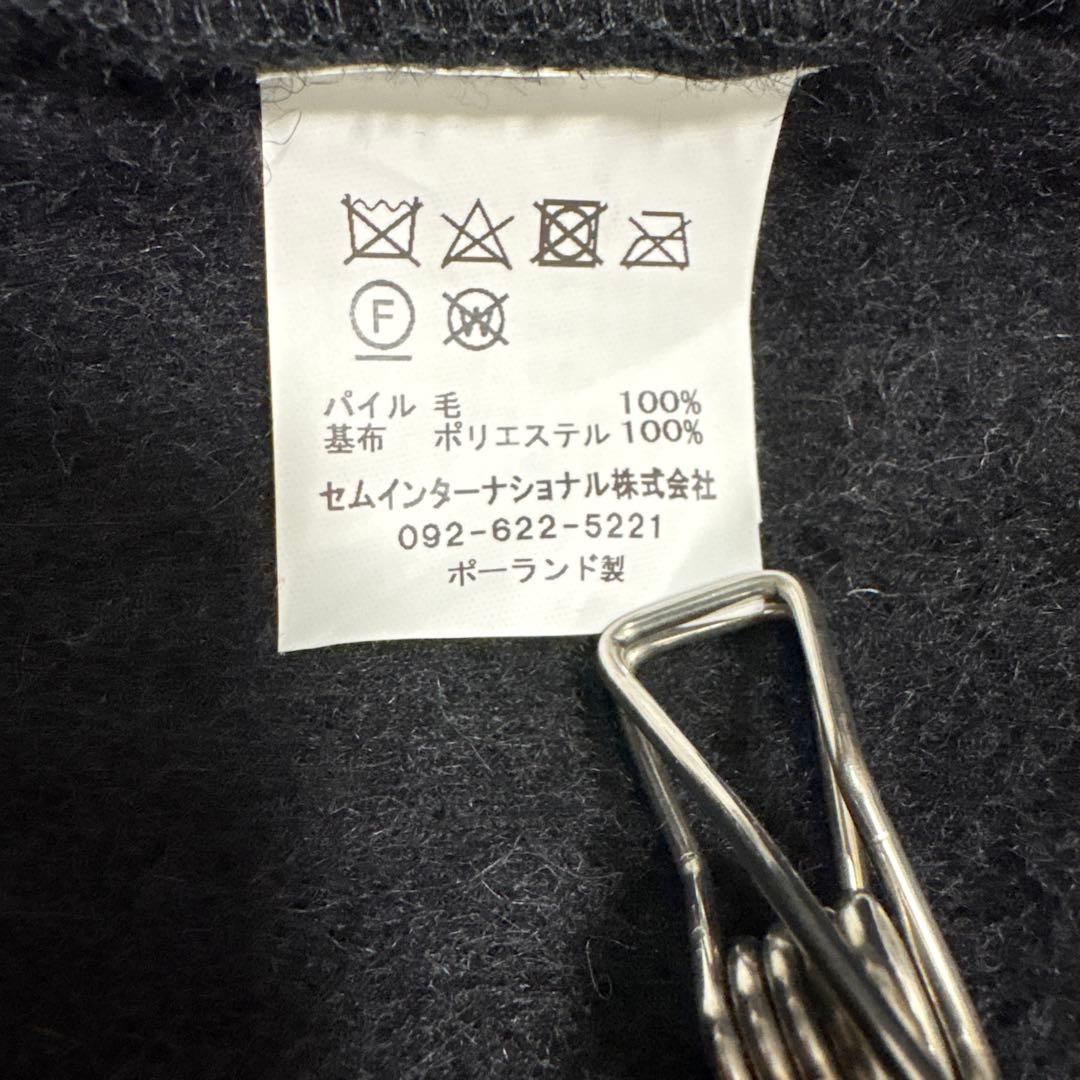 F W
パイル 毛 100%
基布 ポリエステル 100%
セムインターナショナル株式会社
092-622-5221
ポーランド製